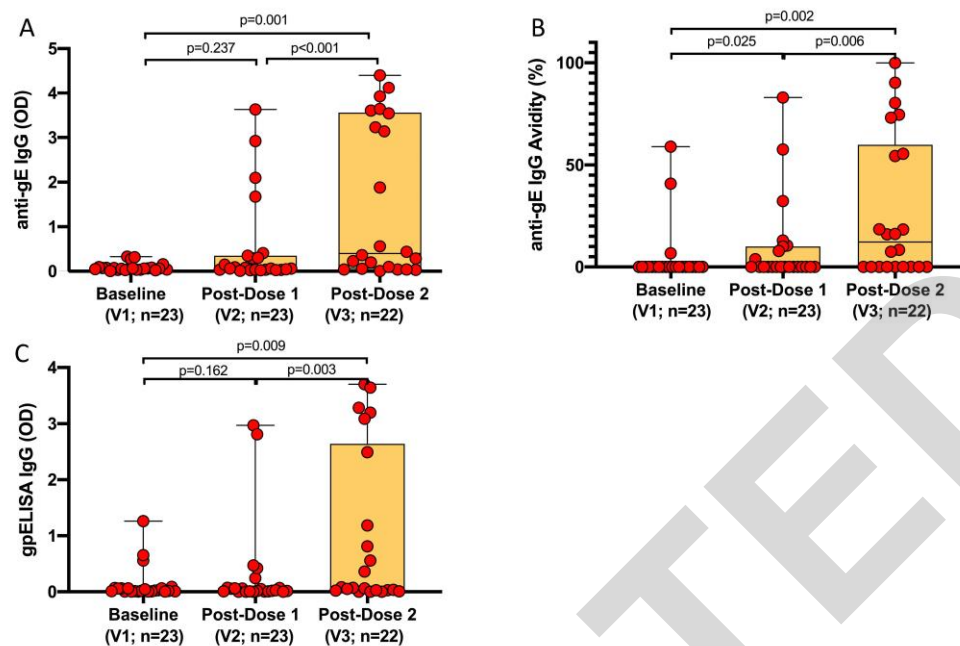 A
p=0.001
p=0.237
p<0.001
anti-gE IgG (OD)
5
4
3
2
1
0
Baseline
(V1; n=23)
Post-Dose 1
(V2; n=23)
Post-Dose 2
(V3; n=22)
B
p=0.002
p=0.025
p=0.006
anti-gE IgG Avidity (%)
100
50
0
Baseline
(V1; n=23)
Post-Dose 1
(V2; n=23)
Post-Dose 2
(V3; n=22)
C
p=0.009
p=0.162
p=0.003
gpELISA IgG (OD)
4
3
2
1
0
Baseline
(V1; n=23)
Post-Dose 1
(V2; n=23)
Post-Dose 2
(V3; n=22)
TED